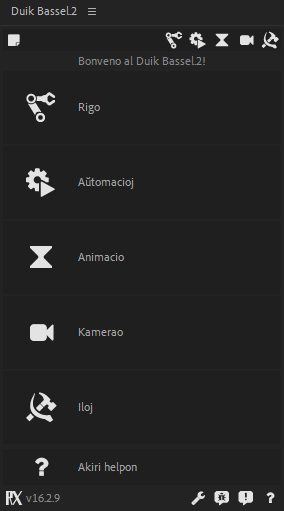 Duik Bassel.2
Bonveno al Duik Bassel.2!
Rigo
Aŭtomacioj
Animacio
Kamerao
Iloj
Akiri helpon
v16.2.9